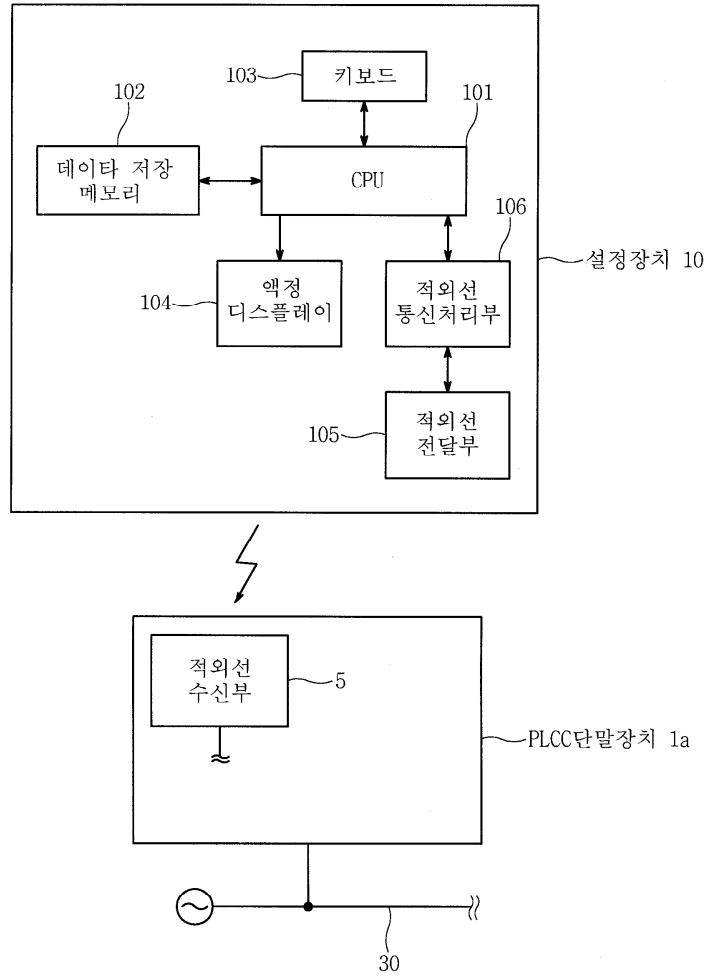 103
키보드
102
101
데이타 저장
메모리
CPU
106
104
액정
디스플레이
적외선
통신처리부
설정장치 10
105
적외선
전달부
적외선
수신부
5
PLCC단말장치 1a
30